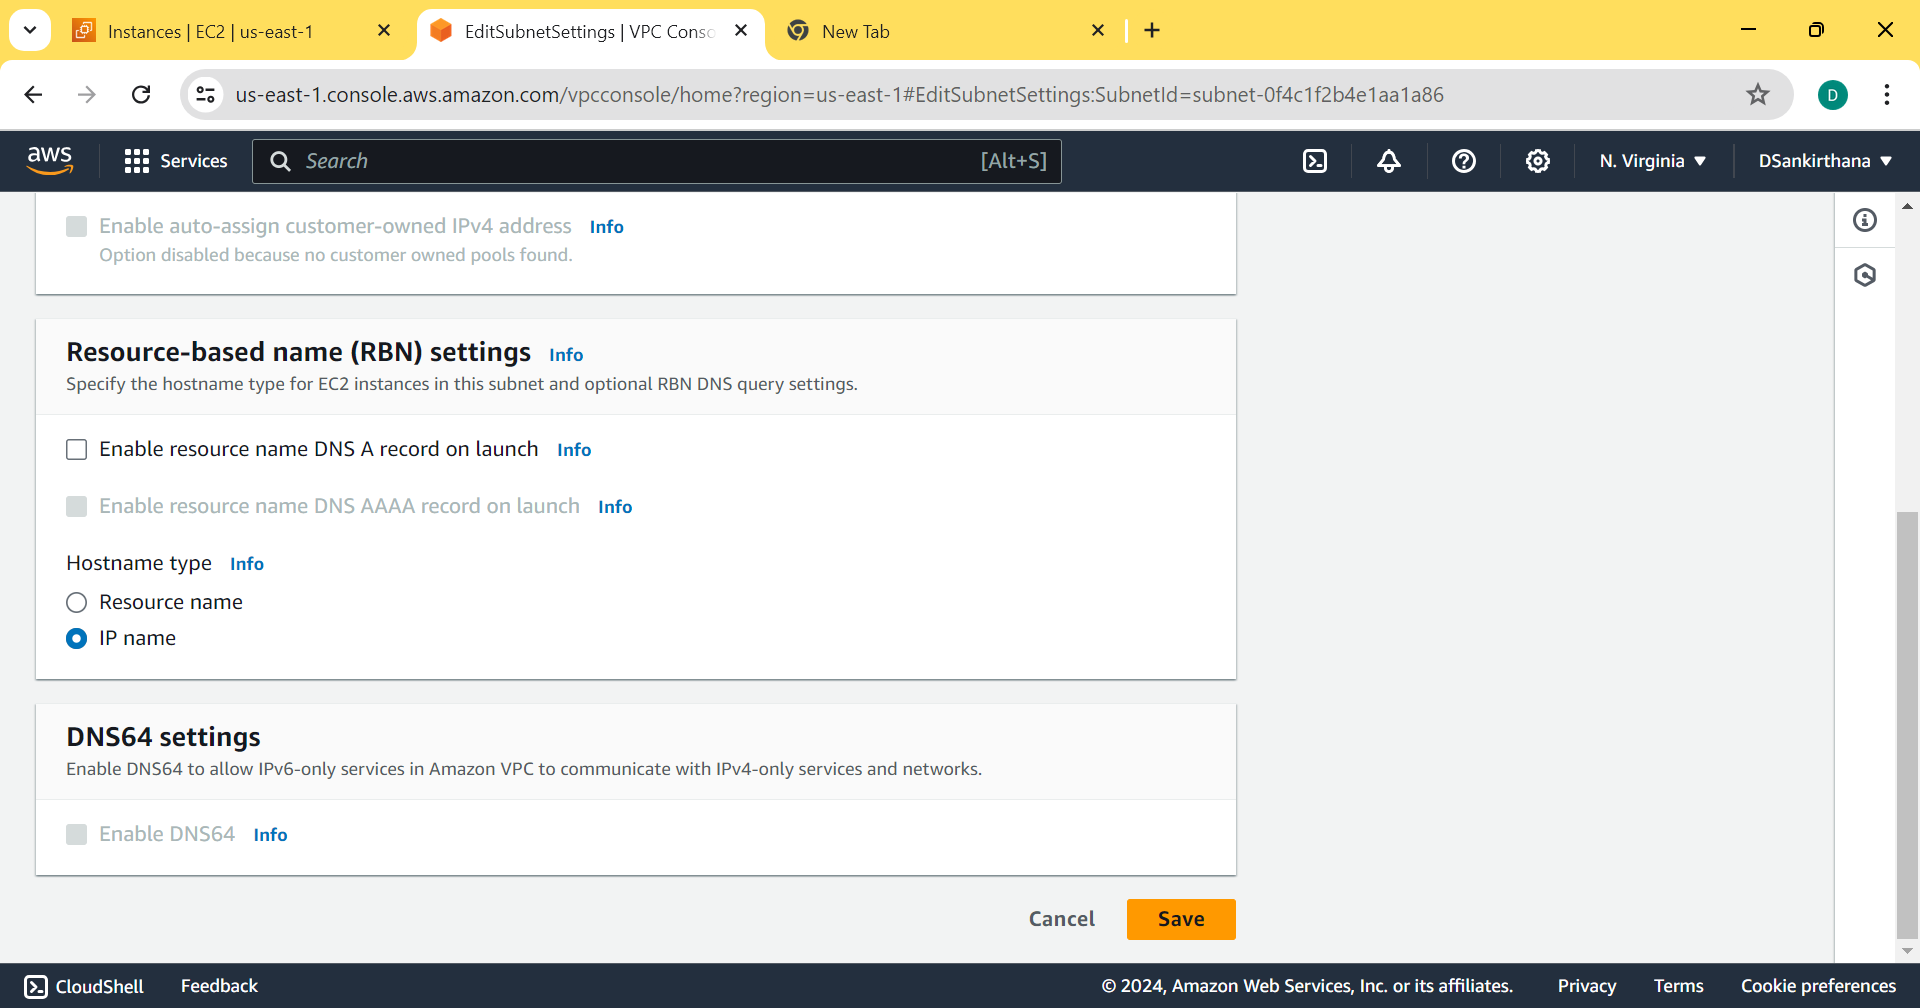 Instances | EC2 | us-east-1
EditSubnetSettings | VPC Conso
New Tab
us-east-1.console.aws.amazon.com/vpcconsole/home?region=us-east-1#EditSubnetSettings:SubnetId=subnet-0f4c1f2b4e1aa1a86
D
aws
Services
Search
[Alt+S]
N. Virginia
DSankirthana
Enable auto-assign customer-owned IPv4 address Info
Option disabled because no customer owned pools found.
Resource-based name (RBN) settings Info
Specify the hostname type for EC2 instances in this subnet and optional RBN DNS query settings.
Enable resource name DNS A record on launch Info
Enable resource name DNS AAAA record on launch Info
Hostname type Info
Resource name
IP name
DNS64 settings
Enable DNS64 to allow IPv6-only services in Amazon VPC to communicate with IPv4-only services and networks.
Enable DNS64 Info
Cancel
Save
CloudShell
Feedback
© 2024, Amazon Web Services, Inc. or its affiliates.
Privacy
Terms
Cookie preferences